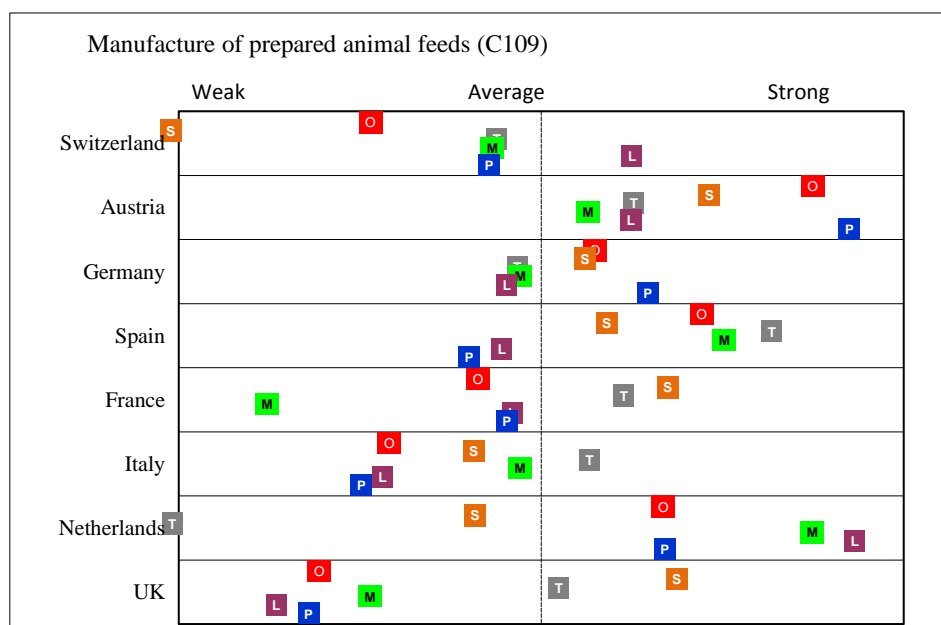 Manufacture of prepared animal feeds (C109)
Weak Average Strong
S O T M P L
Switzerland
O S T M L P
Austria
O S T M L P
Germany
O S T M L P
Spain
O S T M L P
France
O S T M L P
Italy
O S T M L P
Netherlands
O S T M L P
UK